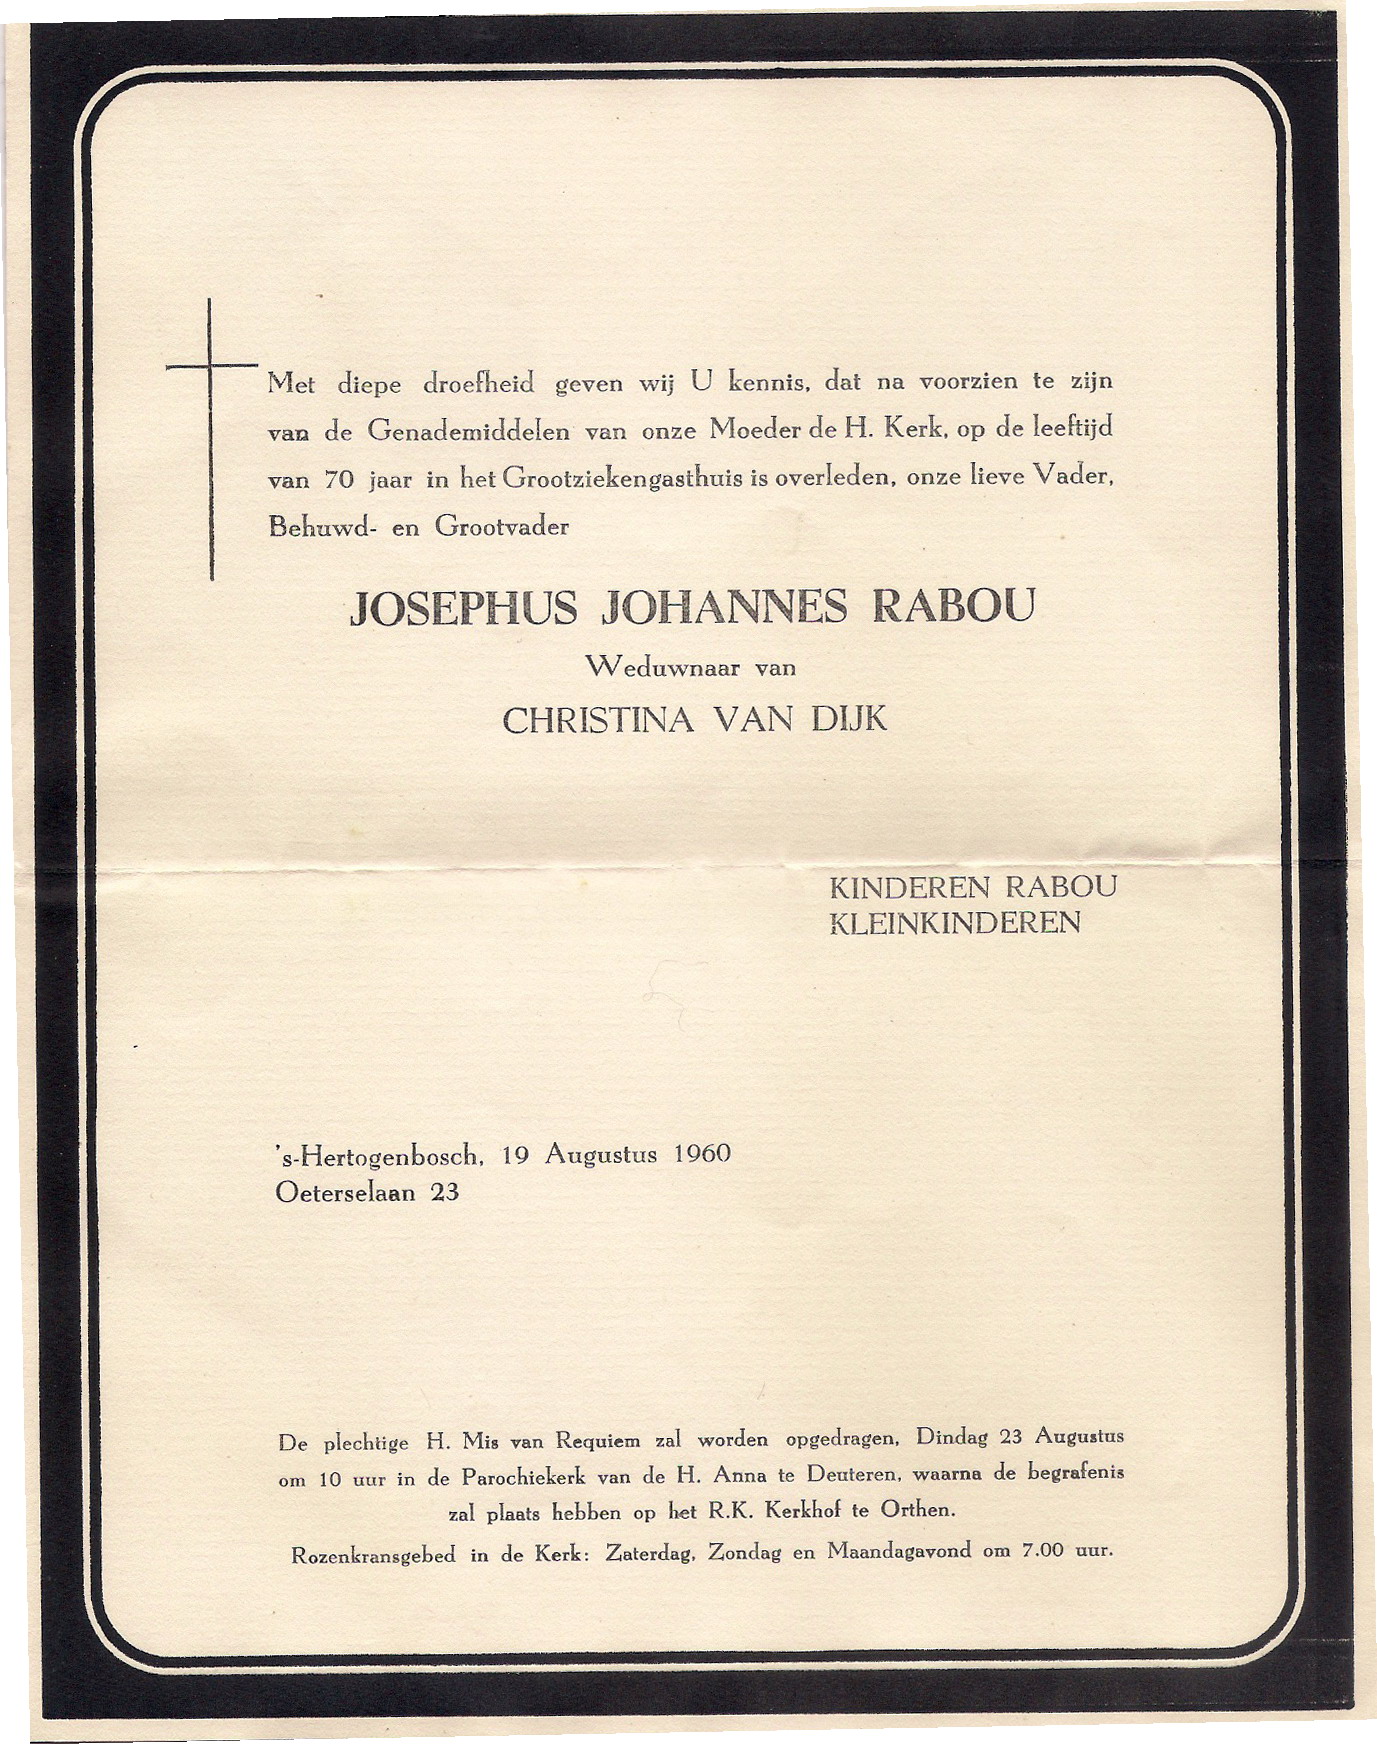 Met diepe droefheid geven wij U kennis, dat na voorzien te zijn
van de Genademiddelen van onze Moeder de H. Kerk, op de leeftijd
van 70 jaar in het Grootziekengasthuis is overleden, onze lieve Vader,
Behuwd- en Grootvader
JOSEPHUS JOHANNES RABOU
Weduwnaar van
CHRISTINA VAN DIJK
KINDEREN RABOU
KLEINKINDEREN
's-Hertogenbosch, 19 Augustus 1960
Oeterselaan 23
De plechtige H. Mis van Requiem zal worden opgedragen, Dindag 23 Augustus
om 10 uur in de Parochiekerk van de H. Anna te Deuteren, waarna de begrafenis
zal plaats hebben op het R.K. Kerkhof te Orthen.
Rozenkransgebed in de Kerk: Zaterdag, Zondag en Maandagavond om 7.00 uur.